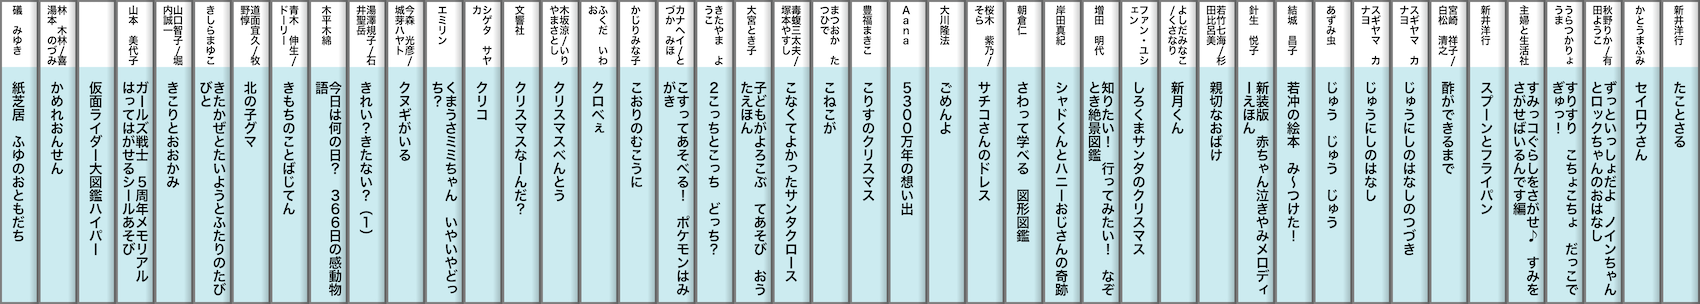 新井洋行
たことさる
かとうまふみ
セイロウさん
秋野りか/有
田ようこ
ずっといっしょだよ　ノインちゃん
とロックちゃんのおはなし
うらつかりょ
うま
すりすり　こちょこちょ　だっこで
ぎゅっ！
主婦と生活社
すみっコぐらしをさがせ♪　すみを
さがせばいるんです編
新井洋行
スプーンとフライパン
宮崎　祥子/
白松　清之
酢ができるまで
スギヤマ　カ
ナヨ
じゅうにしのはなしのつづき
スギヤマ　カ
ナヨ
じゅうにしのはなし
あずみ虫
じゅう　じゅう　じゅう
結城　昌子
若冲の絵本　み～つけた！
針生　悦子
新装版　赤ちゃん泣きやみメロディ
ーえほん
若竹七海/杉
田比呂美
親切なおばけ
よしだみなこ
/くさなり
新月くん
ファン・ユシ
ェン
しろくまサンタのクリスマス
増田　明代
知りたい！　行ってみたい！　なぞ
とき絶景図鑑
岸田真紀
シャドくんとハニーおじさんの奇跡
朝倉仁
さわって学べる　図形図鑑
桜木　紫乃/
そら
サチコさんのドレス
大川隆法
ごめんよ
Ａａｎａ
５３００万年の想い出
豊福まきこ
こりすのクリスマス
まつおか　た
つひで
こねこが
毒蝮三太夫/
塚本やすし
こなくてよかったサンタクロース
大宮とき子
子どもがよろこぶ　てあそび　おう
たえほん
きたやま　よ
うこ
２こっちとこっち　どっち？
カナヘイ/と
づか　みほ
こすってあそべる！　ポケモンはみ
がき
かじりみな子
こおりのむこうに
ふくだ　いわ
お
クロべぇ
木坂涼/いり
やまさとし
クリスマスべんとう
文響社
クリスマスなーんだ？
シゲタ　サヤ
カ
クリコ
エミリン
くまうさミミちゃん　いやいやどっ
ち？
今森　光彦/
城芽ハヤト
クヌギがいる
湯澤規子/石
井聖岳
きれい？きたない？（１）
木平木綿
今日は何の日？　３６６日の感動物
語
青木　伸生/
ドーリー
きもちのことばじてん
道面宜久/牧
野惇
北の子グマ
きしらまゆこ
きたかぜとたいようとふたりのたび
びと
山口智子/堀
内誠一
きこりとおおかみ
山本　美代子
ガールズ戦士　５周年メモリアル
はってはがせるシールあそび
仮面ライダー大図鑑ハイパー
林　木林/喜
湯本　のづみ
かめれおんせん
礒　みゆき
紙芝居　ふゆのおともだち